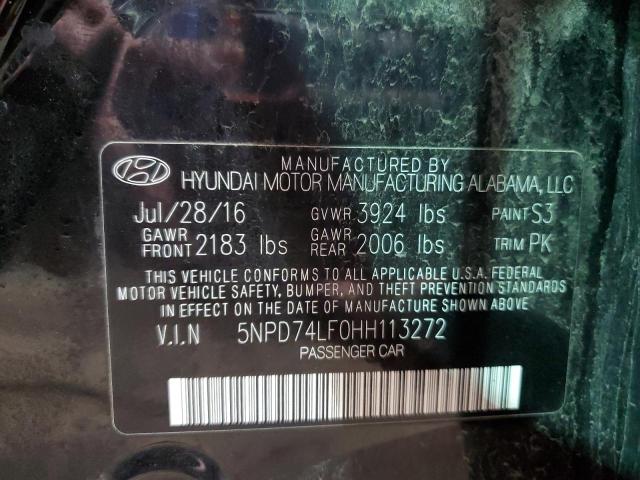 MANUFACTURED BY
HYUNDAI MOTOR MANUFACTURING ALABAMA, LLC
Jul/28/16 GVWR 3924 lbs PAINT S3
GAWR FRONT 2183 lbs GAWR REAR 2006 lbs TRIM PK
THIS VEHICLE CONFORMS TO ALL APPLICABLE U.S.A. FEDERAL
MOTOR VEHICLE SAFETY, BUMPER, AND THEFT PREVENTION STANDARDS
IN EFFECT ON THE DATE OF MANUFACTURE SHOWN ABOVE.
V.I.N 5NPD74LF0HH113272
PASSENGER CAR